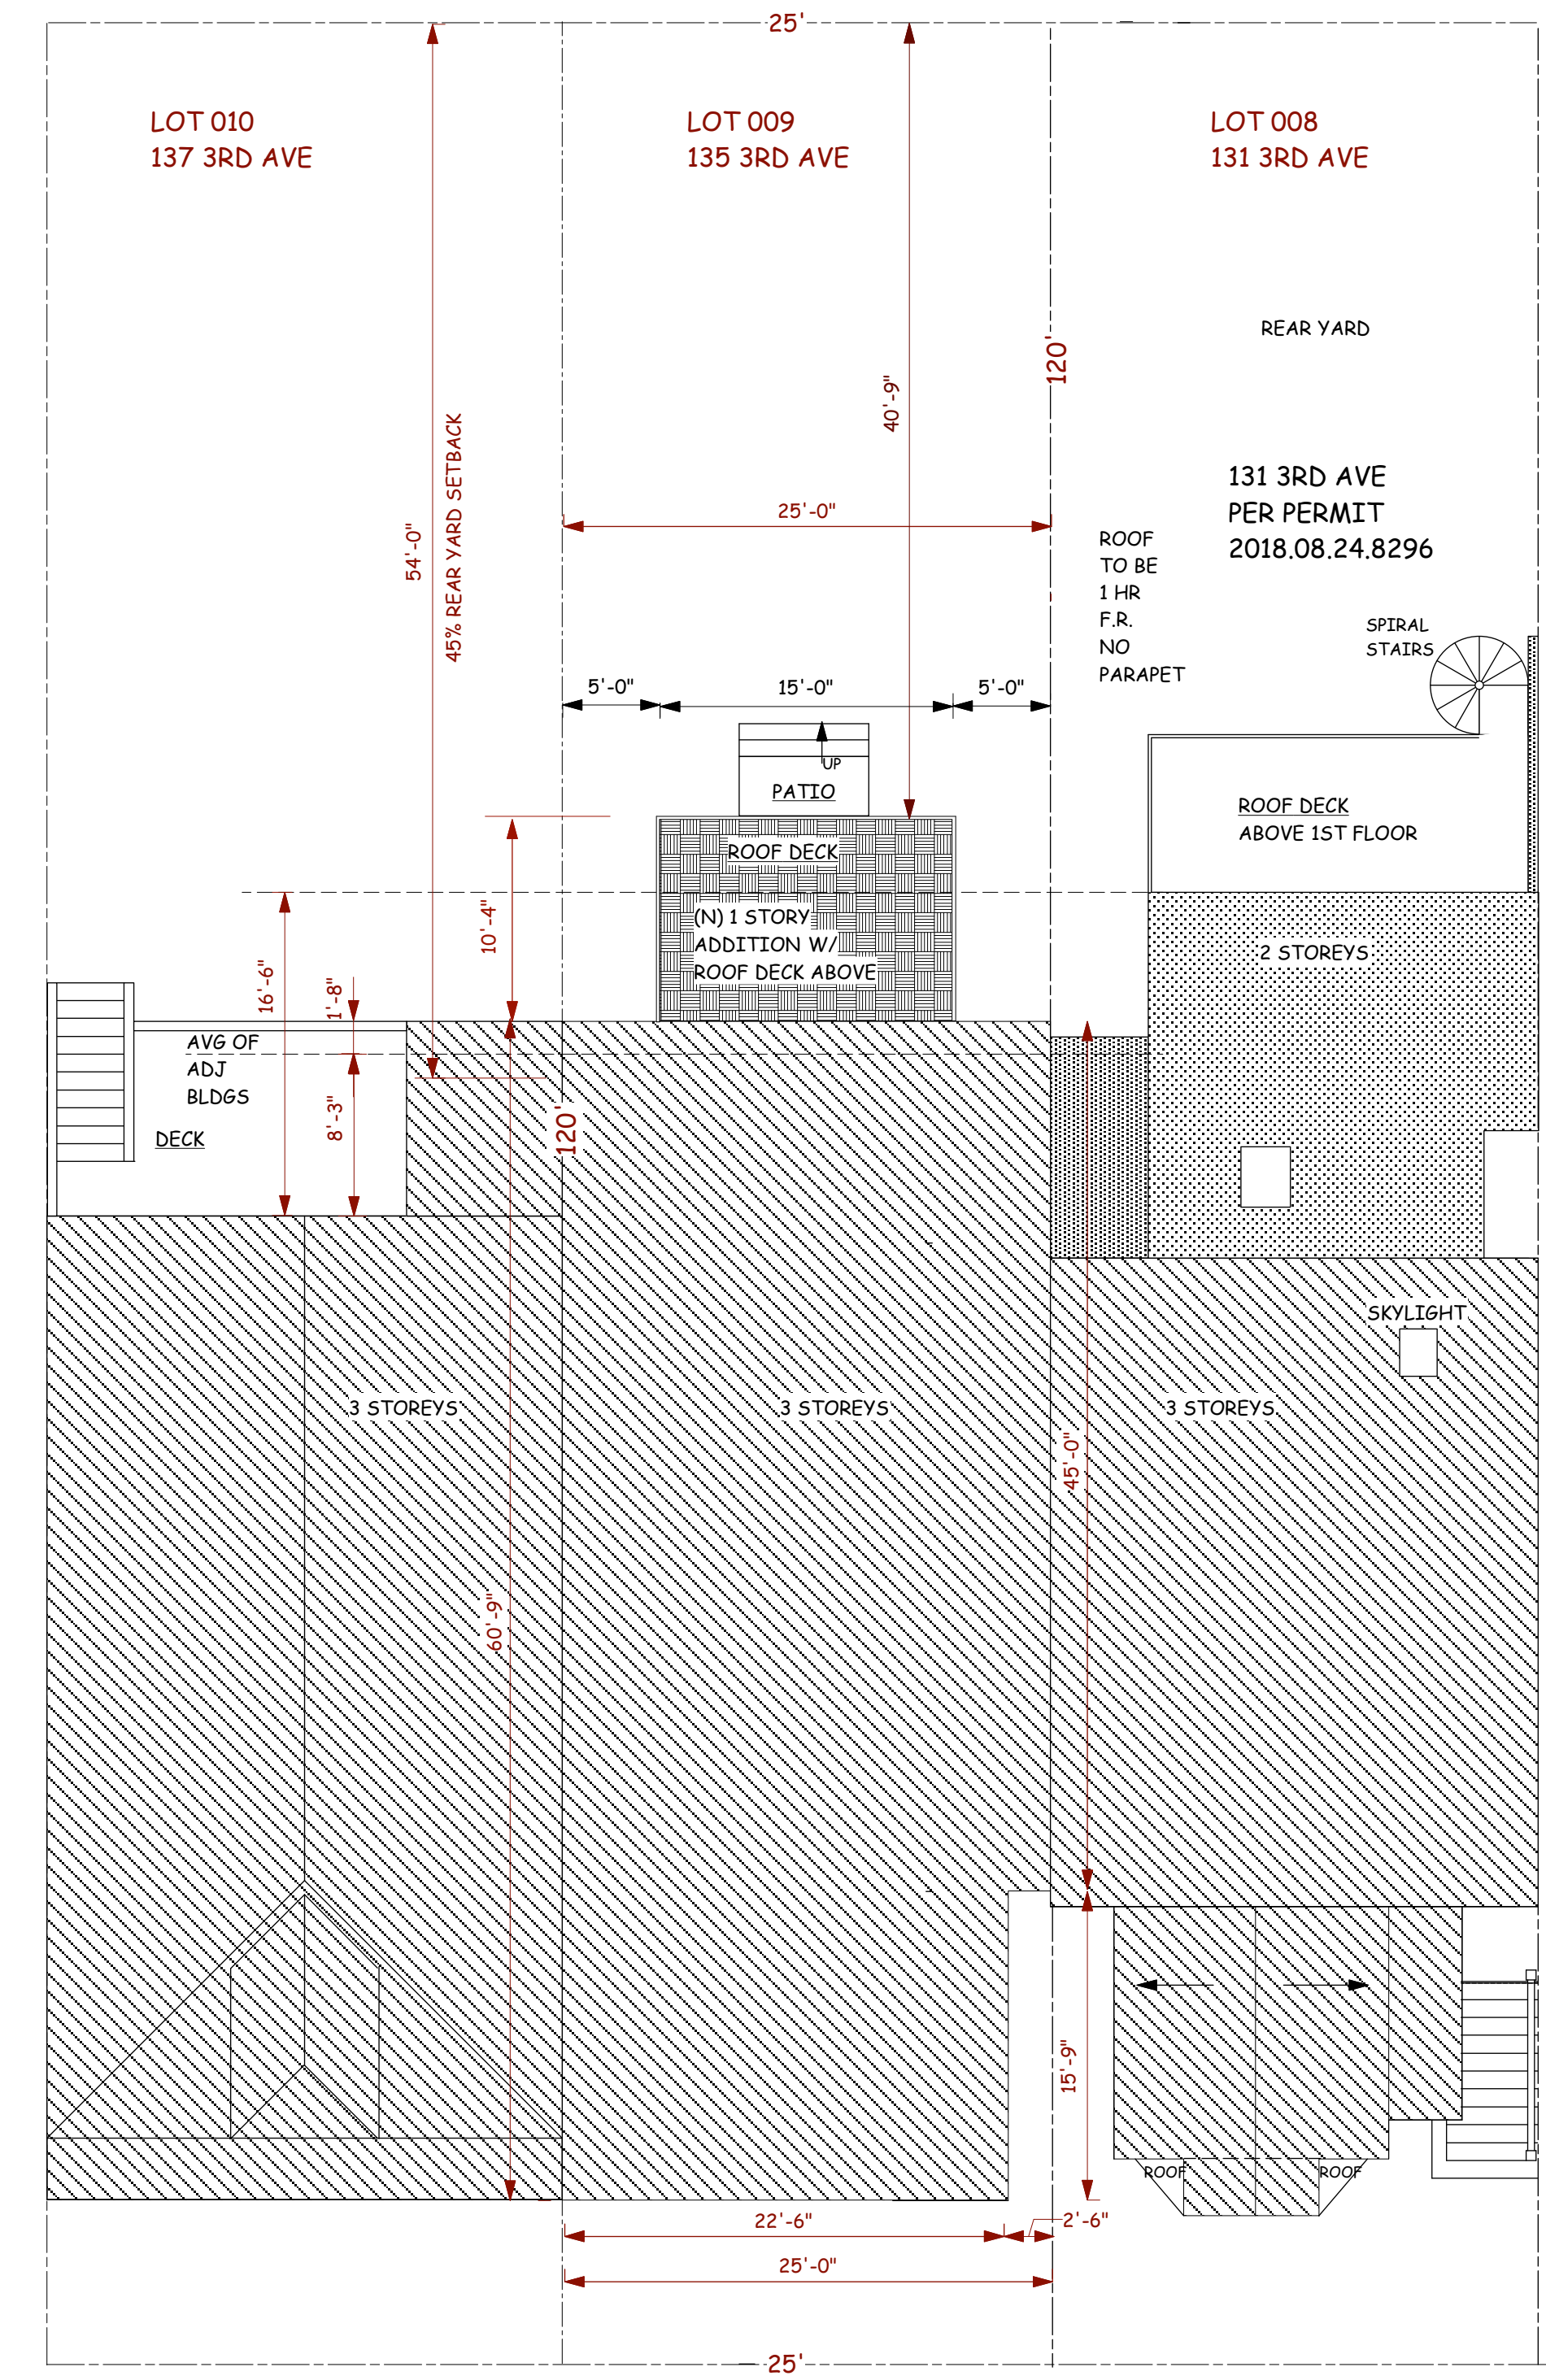 25'
LOT 010
137 3RD AVE
LOT 009
135 3RD AVE
LOT 008
131 3RD AVE
REAR YARD
120'
40'-9"
45% REAR YARD SETBACK
54'-0"
25'-0"
131 3RD AVE
PER PERMIT
2018.08.24.8296
ROOF
TO BE
1 HR
F.R.
NO
PARAPET
SPIRAL
STAIRS
5'-0"
15'-0"
5'-0"
UP
PATIO
ROOF DECK
ABOVE 1ST FLOOR
ROOF DECK
(N) 1 STORY
ADDITION W/
ROOF DECK ABOVE
10'-4"
16'-6"
1'-8"
2 STOREYS
AVG OF
ADJ
BLDGS
8'-3"
DECK
120'
SKYLIGHT
3 STOREYS
3 STOREYS
3 STOREYS
45'-0"
60'-9"
15'-9"
ROOF
ROOF
22'-6"
2'-6"
25'-0"
25'